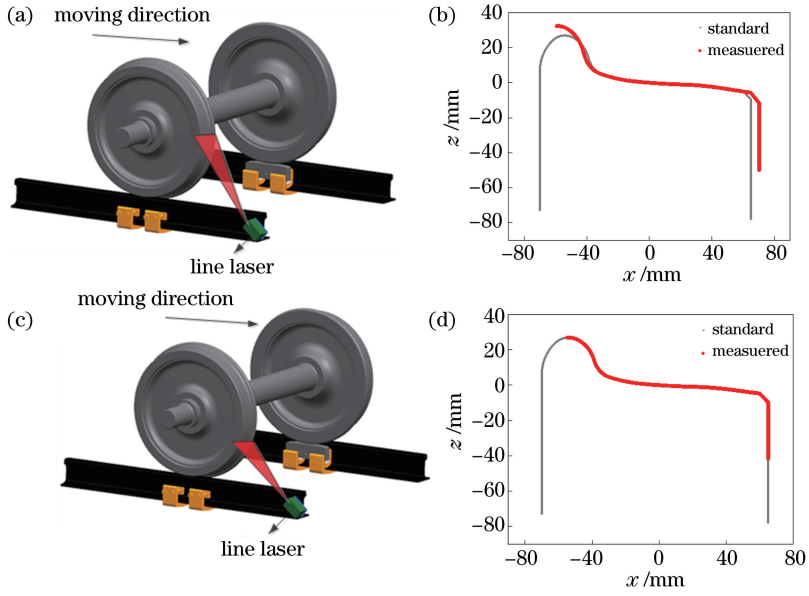 (a)
moving direction
line laser
(b)
z /mm
40
20
0
−20
−40
−60
−80
standard
measuered
−80
−40
0
40
80
x /mm
(c)
moving direction
line laser
(d)
z /mm
40
20
0
−20
−40
−60
−80
standard
measuered
−80
−40
0
40
80
x /mm